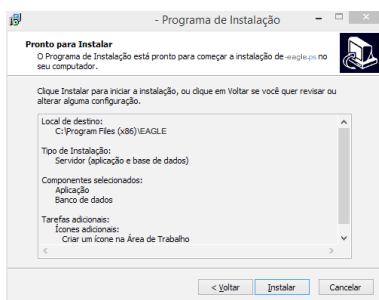 - Programa de Instalação
Pronto para Instalar
O Programa de Instalação está pronto para começar a instalação de -eagle.ps no
seu computador.
Clique Instalar para iniciar a instalação, ou clique em Voltar se você quer revisar ou
alterar alguma configuração.
Local de destino:
C:\Program Files (x86)\EAGLE
Tipo de Instalação:
Servidor (aplicação e base de dados)
Componentes selecionados:
Aplicação
Banco de dados
Tarefas adicionais:
Ícones adicionais:
Criar um ícone na Área de Trabalho
< Voltar Instalar Cancelar